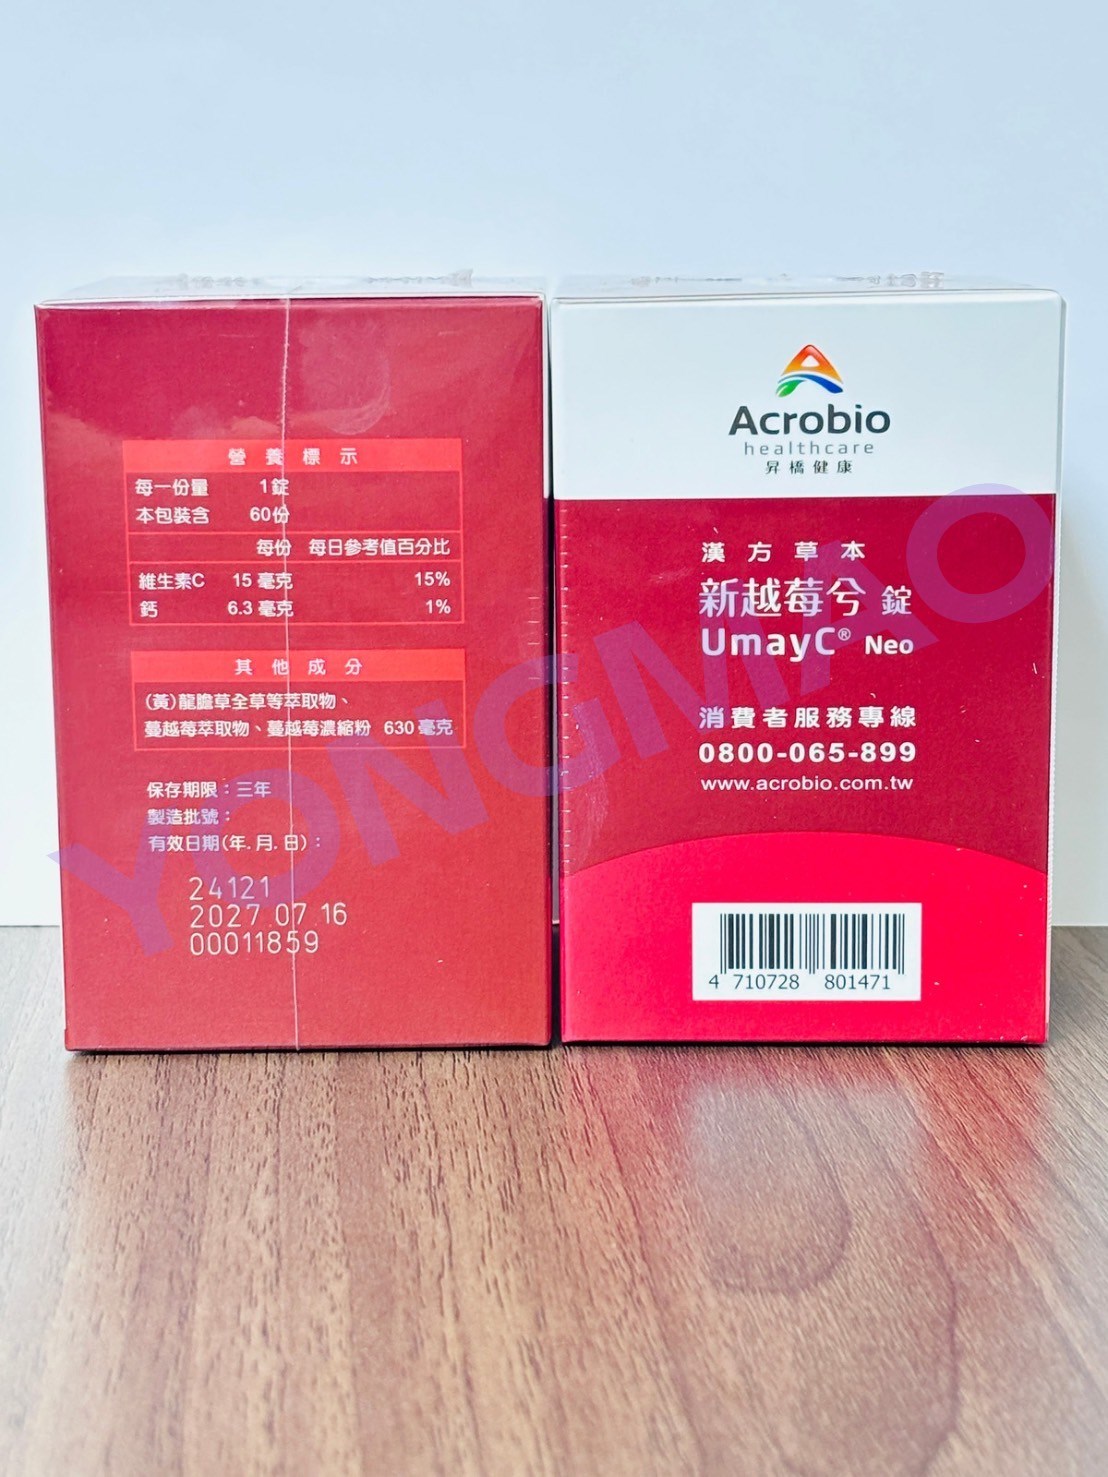 營養標示
每一份量 1錠
本包裝含 60份
每份 每日參考值百分比
維生素C 15 毫克 15%
鈣 6.3 毫克 1%
其他成分
(黃)龍膽草全草等萃取物、
蔓越莓萃取物、蔓越莓濃縮粉 630 毫克
保存期限：三年
製造批號：
有效日期(年.月.日)：
24121
2027.07.16
00011859
Acrobio
healthcare
昇橋健康
漢方草本
新越莓兮 錠
UmayC® Neo
消費者服務專線
0800-065-899
www.acrobio.com.tw
4 710728 801471
YONGMAO